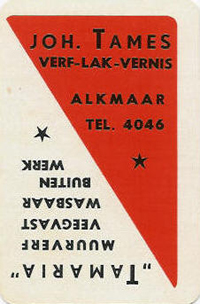 JOH. TAMES
VERF-LAK-VERNIS
ALKMAAR
TEL. 4046
„TAMARIA”
MUURVERF
VEEGVAST
WASBAAR
BUITEN
WERK